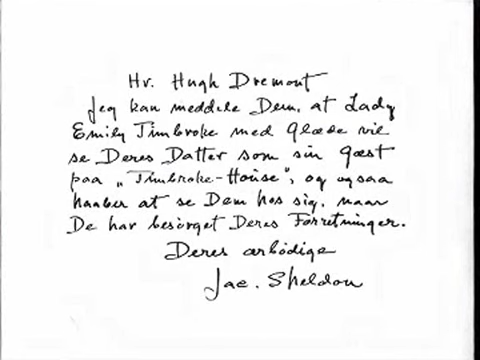 Hr. Hugh Dremont
Jeg kan meddele Dem, at Lady
Emily Timbroke med Glæde vil
se Deres Datter som sin Gæst
paa „Timbroke-House", og ogsaa
haaber at se Dem hos sig, naar
De har besörget Deres Forretninger.
Deres ærbödige
Jac. Sheldon